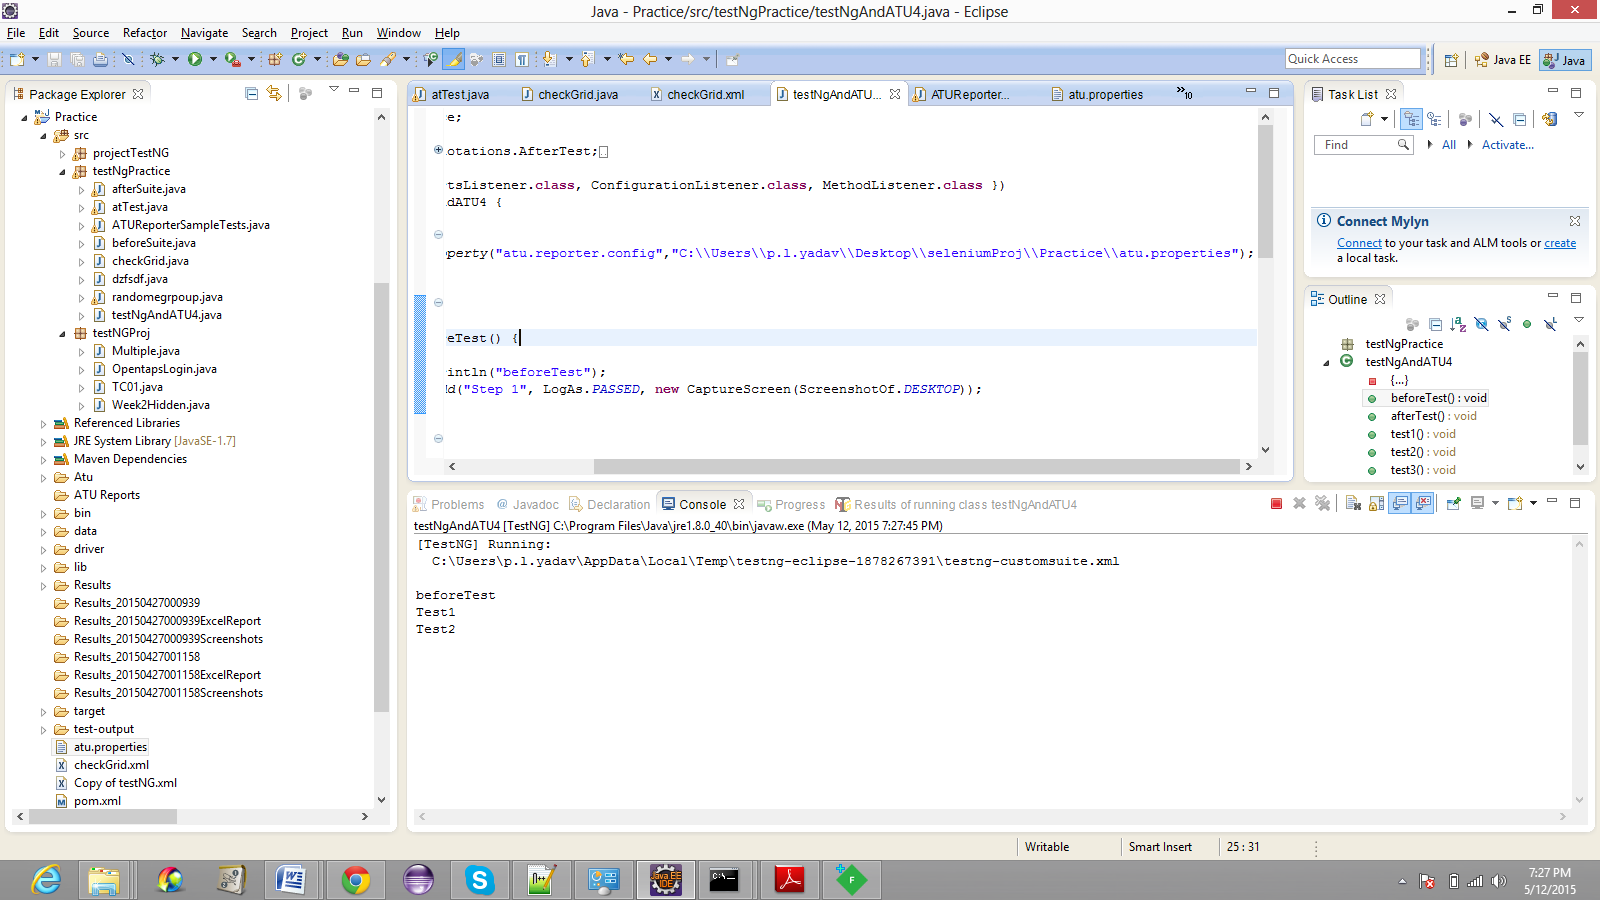 Java - Practice/src/testNgPractice/testNgAndATU4.java - Eclipse
File Edit Source Refactor Navigate Search Project Run Window Help
Quick Access
Java EE
Java
Package Explorer
Practice
src
projectTestNG
testNgPractice
afterSuite.java
atTest.java
ATUReporterSampleTests.java
beforeSuite.java
checkGrid.java
dzfsdf.java
randomegrpoup.java
testNgAndATU4.java
testNGProj
Multiple.java
OpentapsLogin.java
TC01.java
Week2Hidden.java
Referenced Libraries
JRE System Library [JavaSE-1.7]
Maven Dependencies
Atu
ATU Reports
bin
data
driver
lib
Results
Results_20150427000939
Results_20150427000939ExcelReport
Results_20150427000939Screenshots
Results_20150427001158
Results_20150427001158ExcelReport
Results_20150427001158Screenshots
target
test-output
atu.properties
checkGrid.xml
Copy of testNG.xml
pom.xml
atTest.java checkGrid.java checkGrid.xml testNgAndATU... ATUReporter... atu.properties »10
ce;
otations.AfterTest;
tsListener.class, ConfigurationListener.class, MethodListener.class })
dATU4 {
perty("atu.reporter.config","C:\\Users\\p.l.yadav\\Desktop\\seleniumProj\\Practice\\atu.properties");
eTest() {
intln("beforeTest");
dd("Step 1", LogAs.PASSED, new CaptureScreen(ScreenshotOf.DESKTOP));
Task List
Find
All
Activate...
Connect Mylyn
Connect to your task and ALM tools or create
a local task.
Outline
testNgPractice
testNgAndATU4
{...}
beforeTest() : void
afterTest() : void
test1() : void
test2() : void
test3() : void
Problems @ Javadoc Declaration Console Progress Results of running class testNgAndATU4
testNgAndATU4 [TestNG] C:\Program Files\Java\jre1.8.0_40\bin\javaw.exe (May 12, 2015 7:27:45 PM)
[TestNG] Running:
C:\Users\p.l.yadav\AppData\Local\Temp\testng-eclipse-1878267391\testng-customsuite.xml
beforeTest
Test1
Test2
Writable
Smart Insert
25 : 31
Java EE
IDE
7:27 PM
5/12/2015